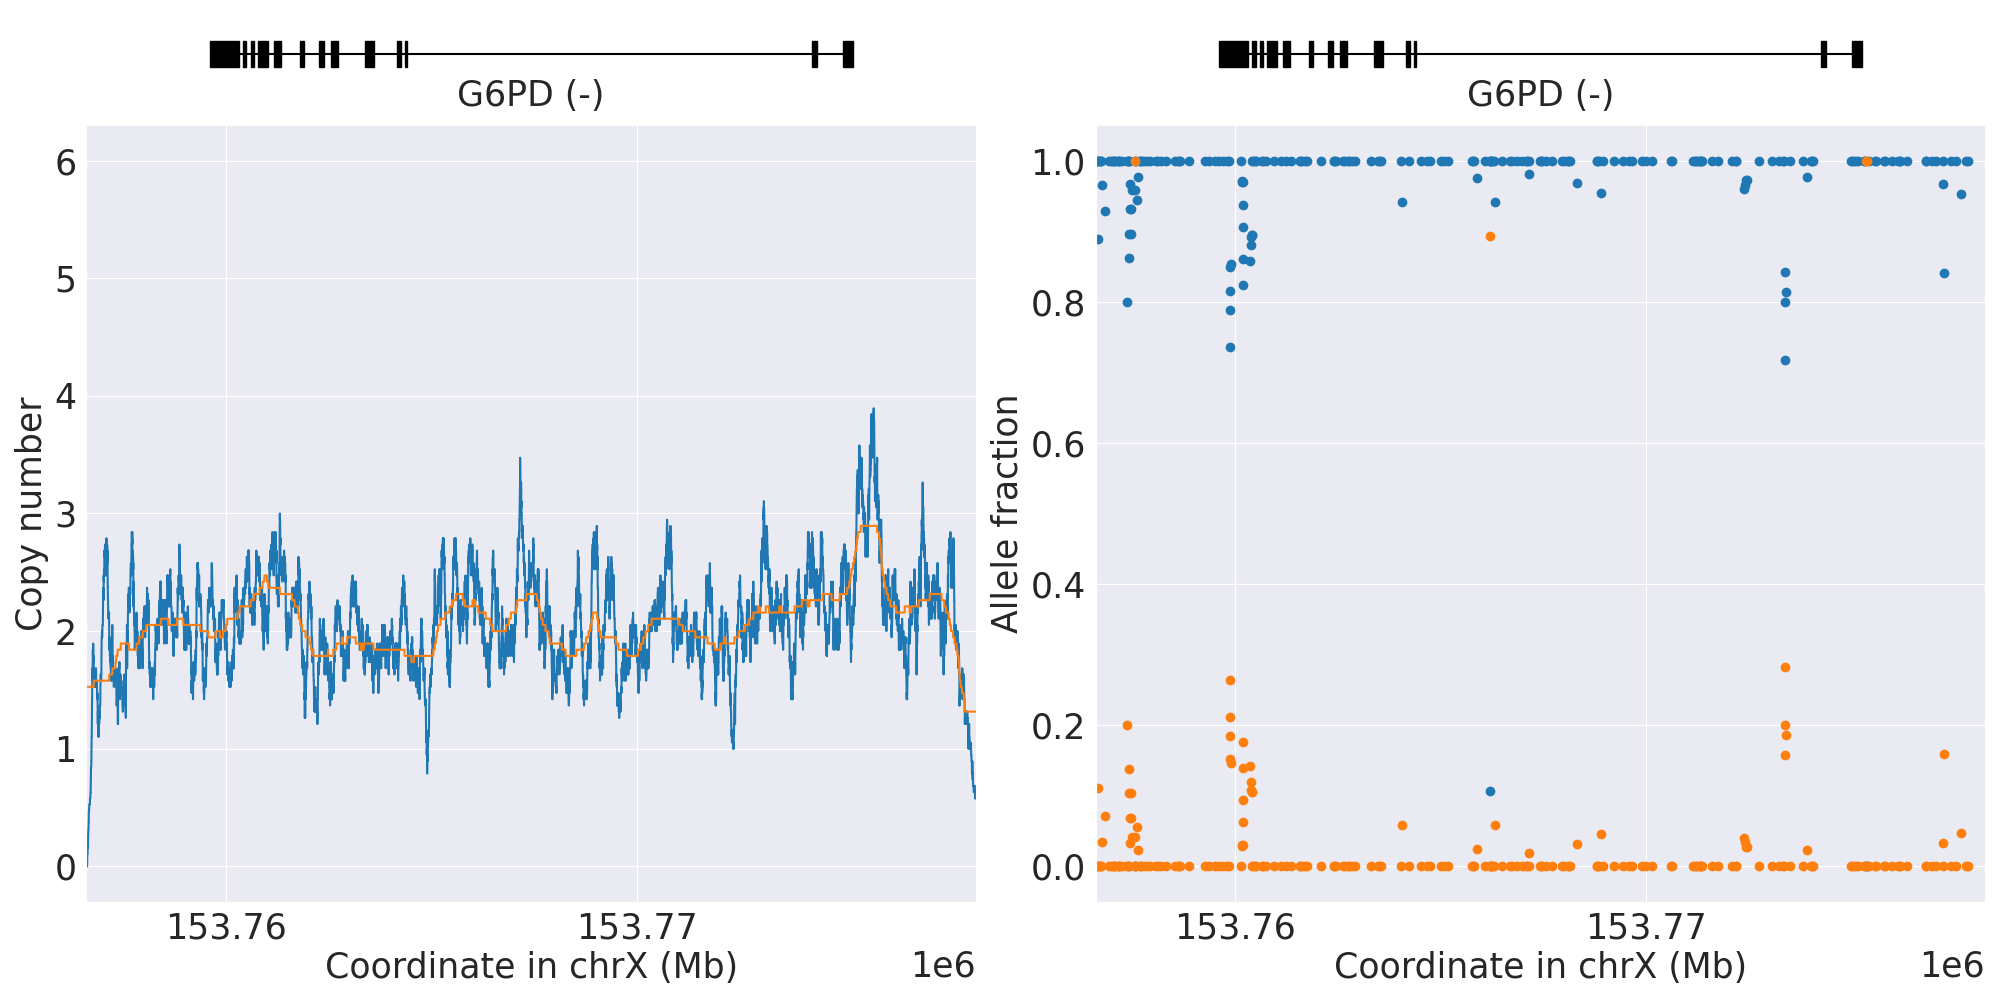 G6PD (-)
6
5
4
3
2
1
0
Copy number
153.76
153.77
Coordinate in chrX (Mb)
1e6
G6PD (-)
1.0
0.8
0.6
0.4
0.2
0.0
Allele fraction
153.76
153.77
Coordinate in chrX (Mb)
1e6